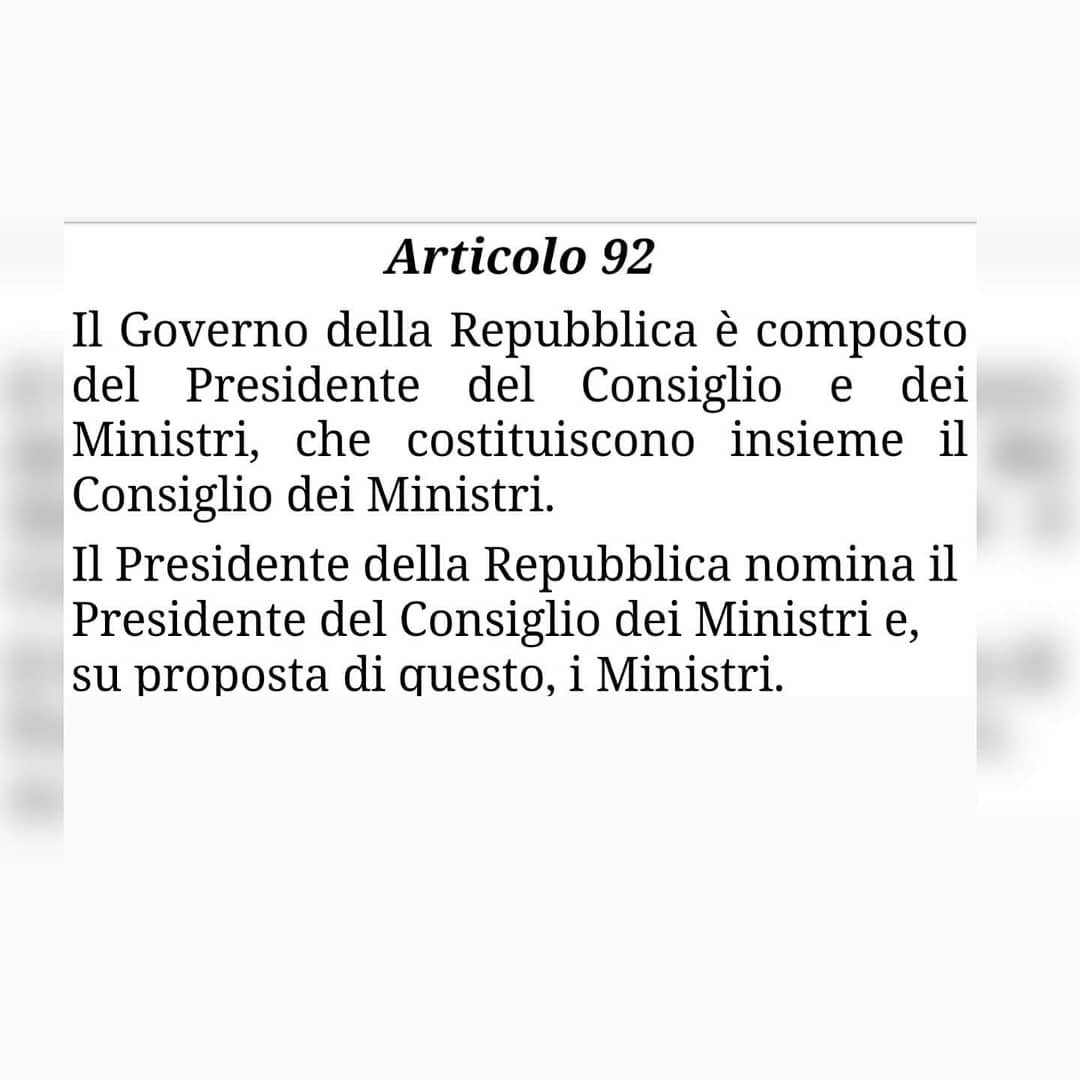 Articolo 92
Il Governo della Repubblica è composto
del Presidente del Consiglio e dei
Ministri, che costituiscono insieme il
Consiglio dei Ministri.
Il Presidente della Repubblica nomina il
Presidente del Consiglio dei Ministri e,
su proposta di questo, i Ministri.